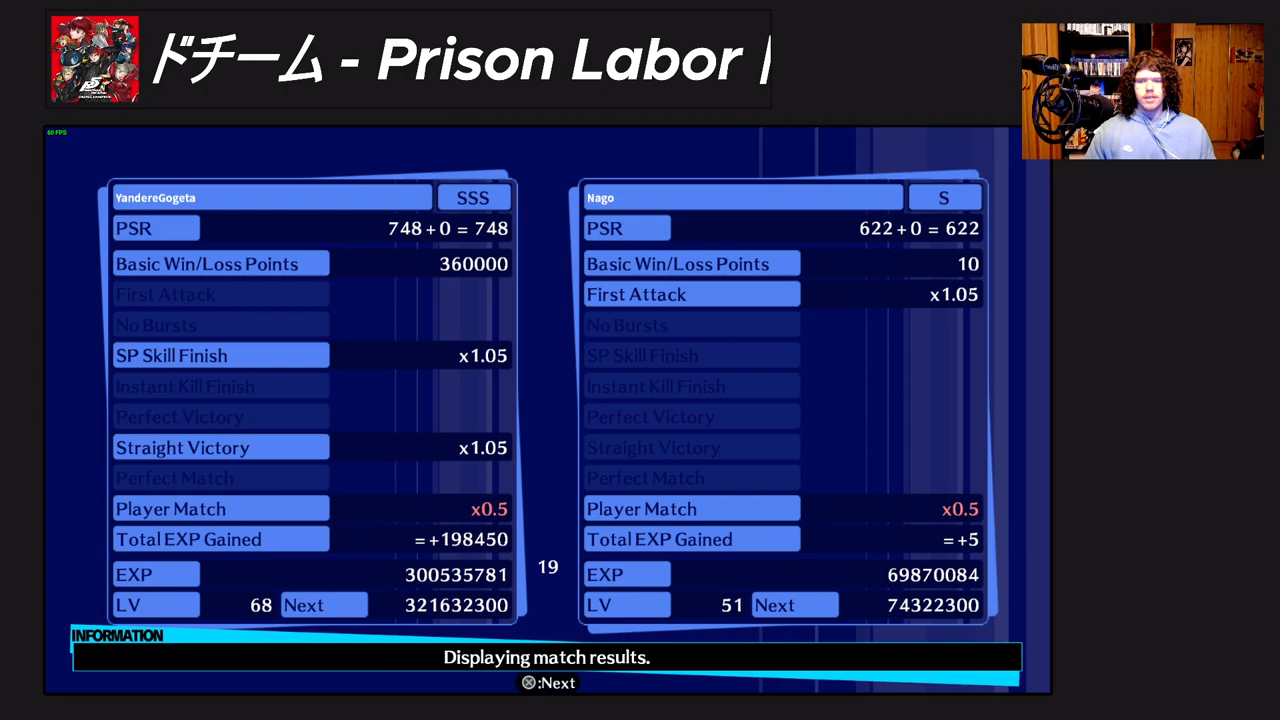 ドチーム - Prison Labor |
60 FPS
YandereGogeta SSS
PSR 748+0 = 748
Basic Win/Loss Points 360000
First Attack
No Bursts
SP Skill Finish x1.05
Instant Kill Finish
Perfect Victory
Straight Victory x1.05
Perfect Match
Player Match x0.5
Total EXP Gained =+198450
EXP 300535781
LV 68 Next 321632300
19
Nago S
PSR 622+0 = 622
Basic Win/Loss Points 10
First Attack x1.05
No Bursts
SP Skill Finish
Instant Kill Finish
Perfect Victory
Straight Victory
Perfect Match
Player Match x0.5
Total EXP Gained =+5
EXP 69870084
LV 51 Next 74322300
INFORMATION
Displaying match results.
:Next